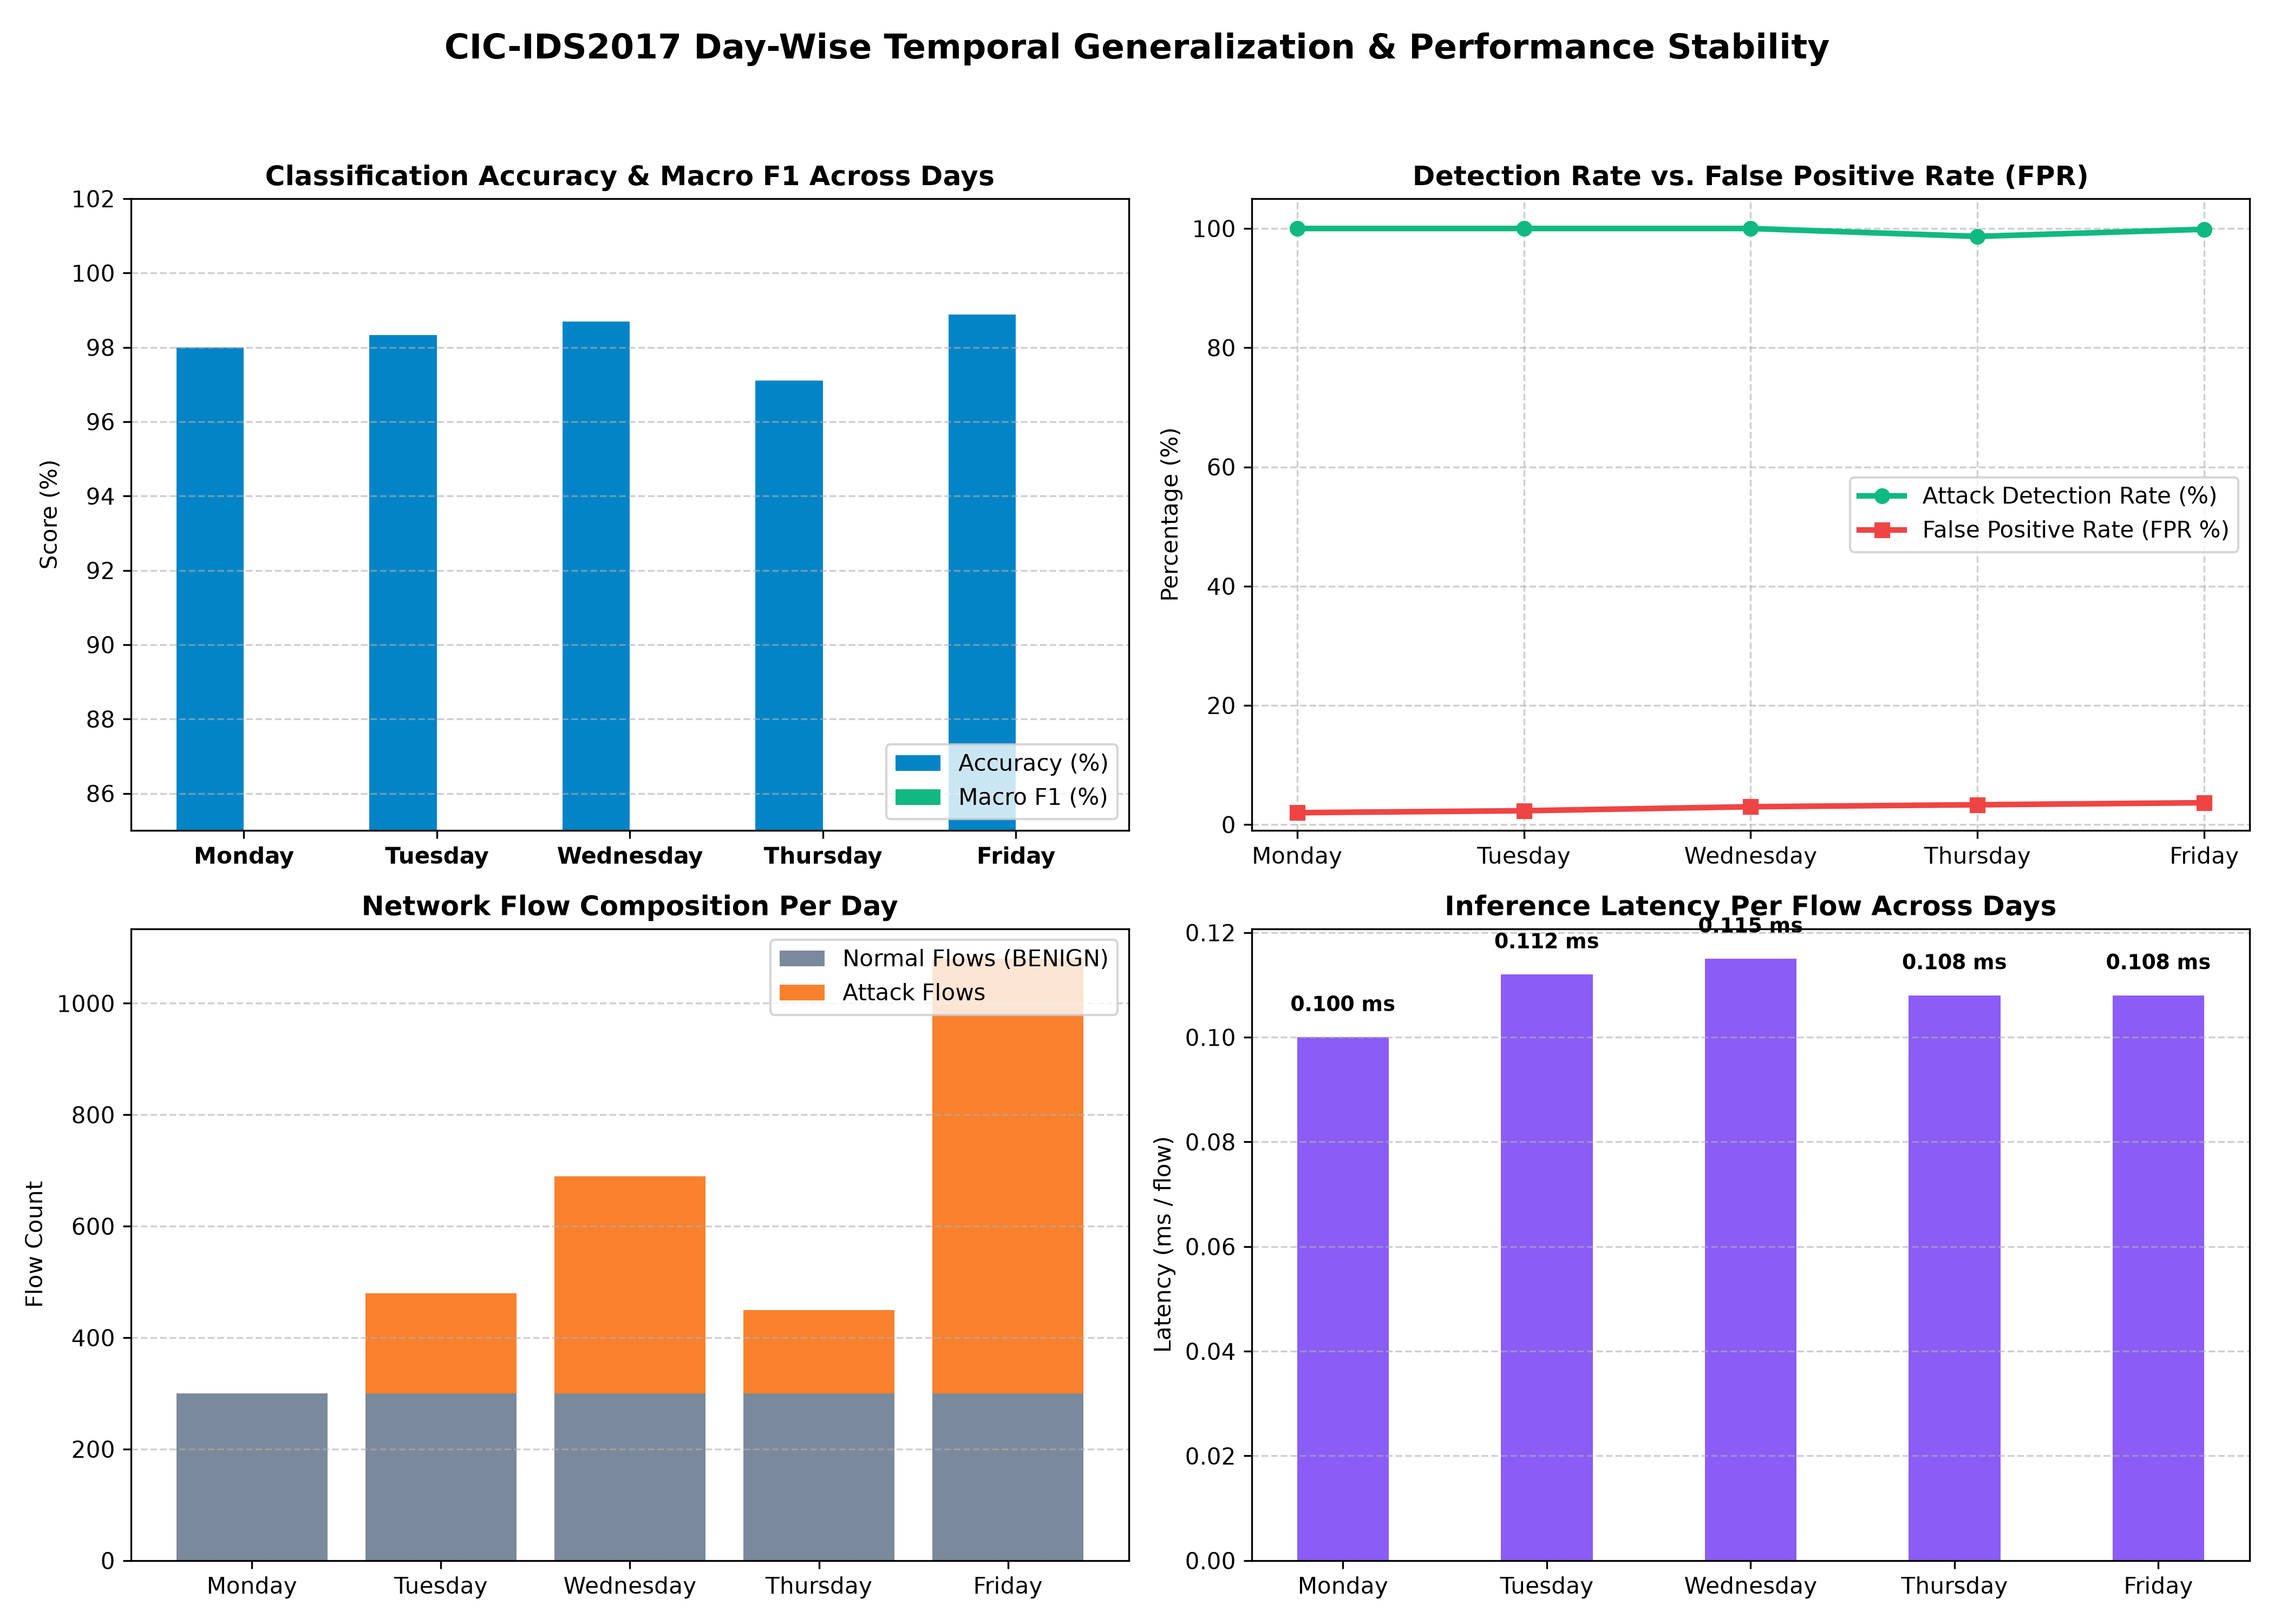 CIC-IDS2017 Day-Wise Temporal Generalization & Performance Stability
Classification Accuracy & Macro F1 Across Days
102
100
98
96
94
92
90
88
86
Score (%)
Accuracy (%)
Macro F1 (%)
Monday Tuesday Wednesday Thursday Friday
Detection Rate vs. False Positive Rate (FPR)
100
80
60
40
20
0
Percentage (%)
Attack Detection Rate (%)
False Positive Rate (FPR %)
Monday Tuesday Wednesday Thursday Friday
Network Flow Composition Per Day
1000
800
600
400
200
0
Flow Count
Normal Flows (BENIGN)
Attack Flows
Monday Tuesday Wednesday Thursday Friday
Inference Latency Per Flow Across Days
0.12
0.10
0.08
0.06
0.04
0.02
0.00
Latency (ms / flow)
0.100 ms
0.112 ms
0.115 ms
0.108 ms
0.108 ms
Monday Tuesday Wednesday Thursday Friday